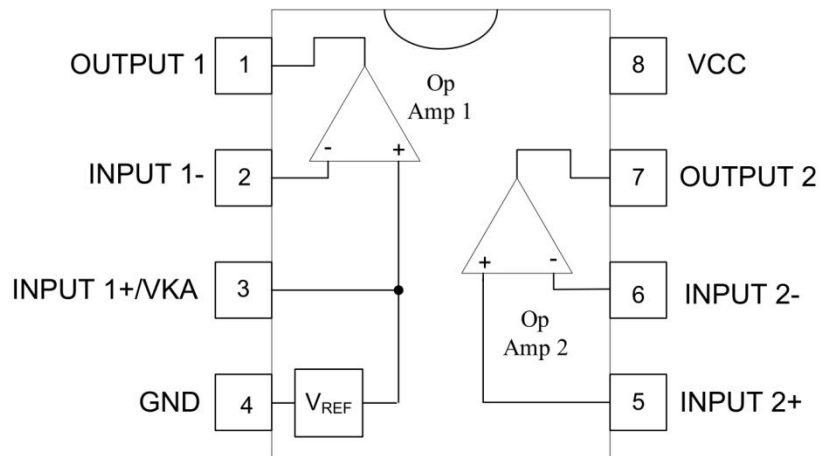 OUTPUT 1
1
8
VCC
Op
Amp 1
- +
INPUT 1-
2
7
OUTPUT 2
INPUT 1+/VKA
3
+ -
6
INPUT 2-
Op
Amp 2
GND
4
VREF
5
INPUT 2+